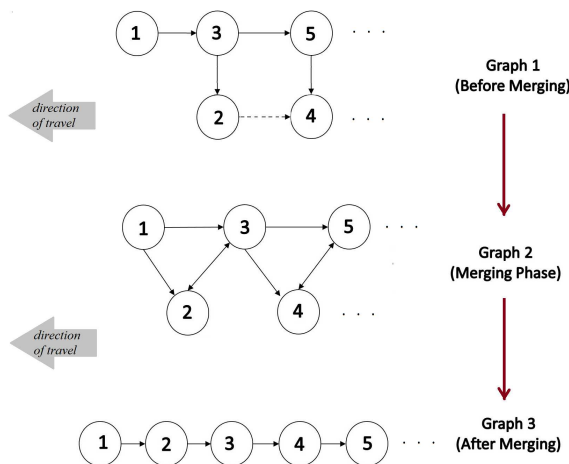 1 3 5 . . .
Graph 1
(Before Merging)
direction
of travel
2 4 . . .
1 3 5 . . .
Graph 2
(Merging Phase)
2 4 . . .
direction
of travel
Graph 3
(After Merging)
1 2 3 4 5 . . .